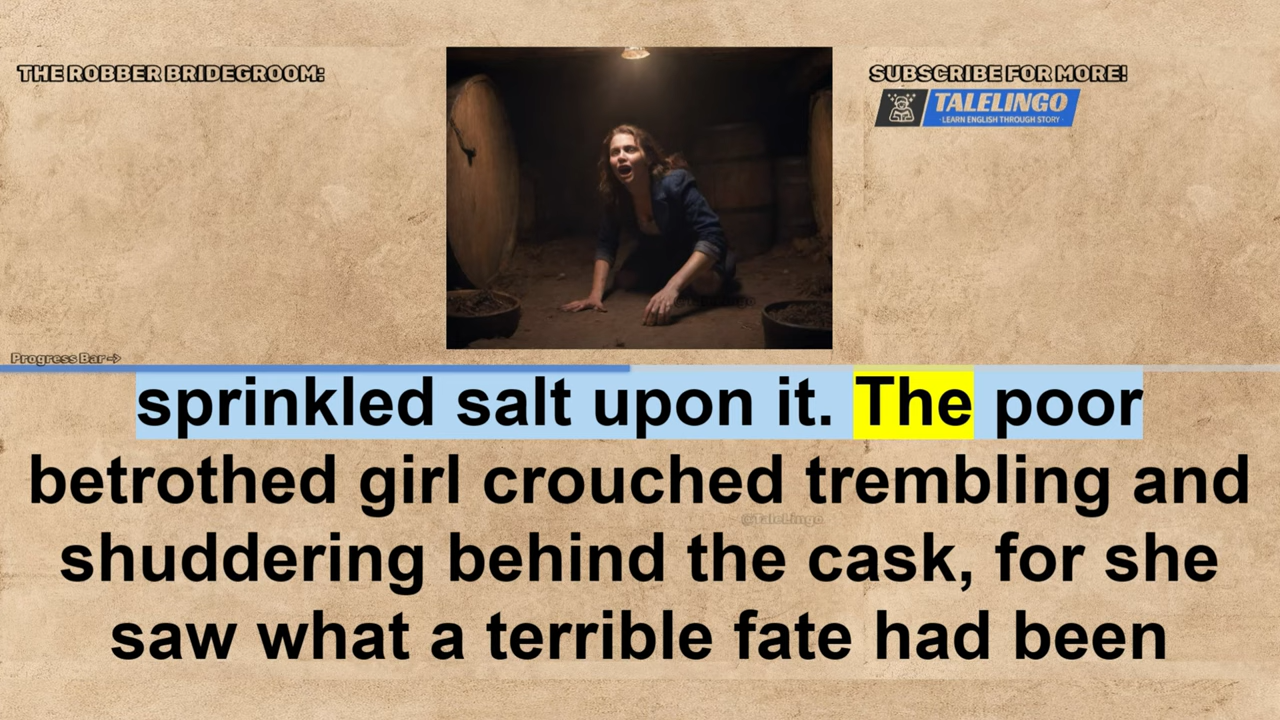 THE ROBBER BRIDEGROOM:
SUBSCRIBE FOR MORE!
TALELINGO
-LEARN ENGLISH THROUGH STORY-
Progress Bar->
sprinkled salt upon it. The poor
betrothed girl crouched trembling and
@TaleLingo
shuddering behind the cask, for she
saw what a terrible fate had been